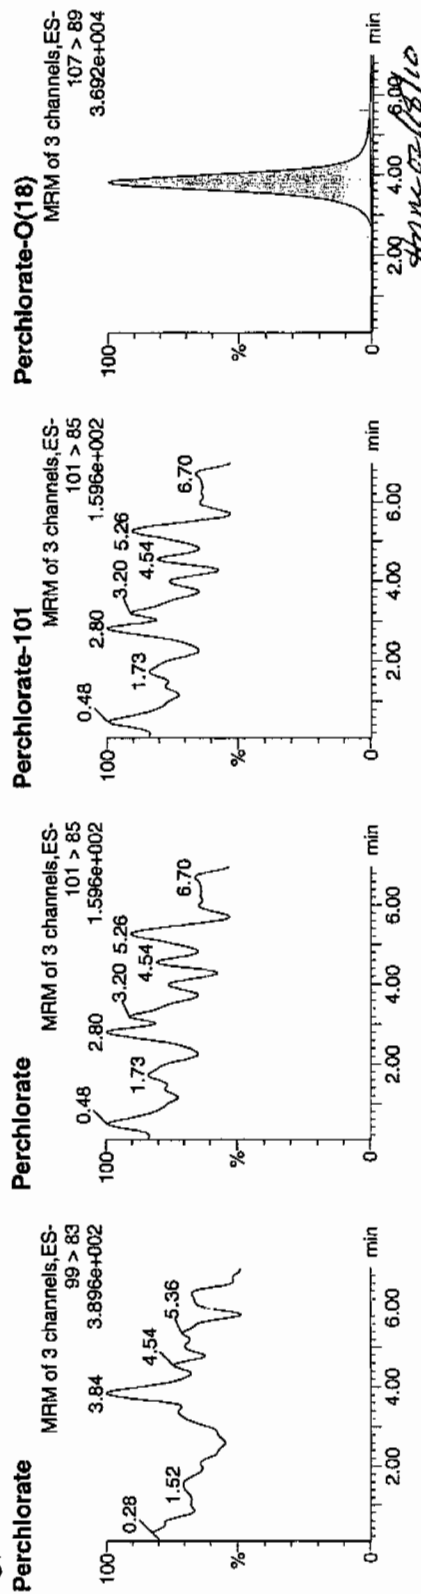 Perchlorate
MRM of 3 channels,ES-
99 > 83
3.896e+002
100
%
0
0.28
1.52
3.84
4.54
5.36
2.00
4.00
6.00
min
Perchlorate
MRM of 3 channels,ES-
101 > 85
1.596e+002
100
%
0
0.48
1.73
2.80
3.20
5.26
4.54
6.70
2.00
4.00
6.00
min
Perchlorate-101
MRM of 3 channels,ES-
101 > 85
1.596e+002
100
%
0
0.48
1.73
2.80
3.20
5.26
4.54
6.70
2.00
4.00
6.00
min
Perchlorate-O(18)
MRM of 3 channels,ES-
107 > 89
3.692e+004
100
%
0
2.00
4.00
6.00
min
02/18/10